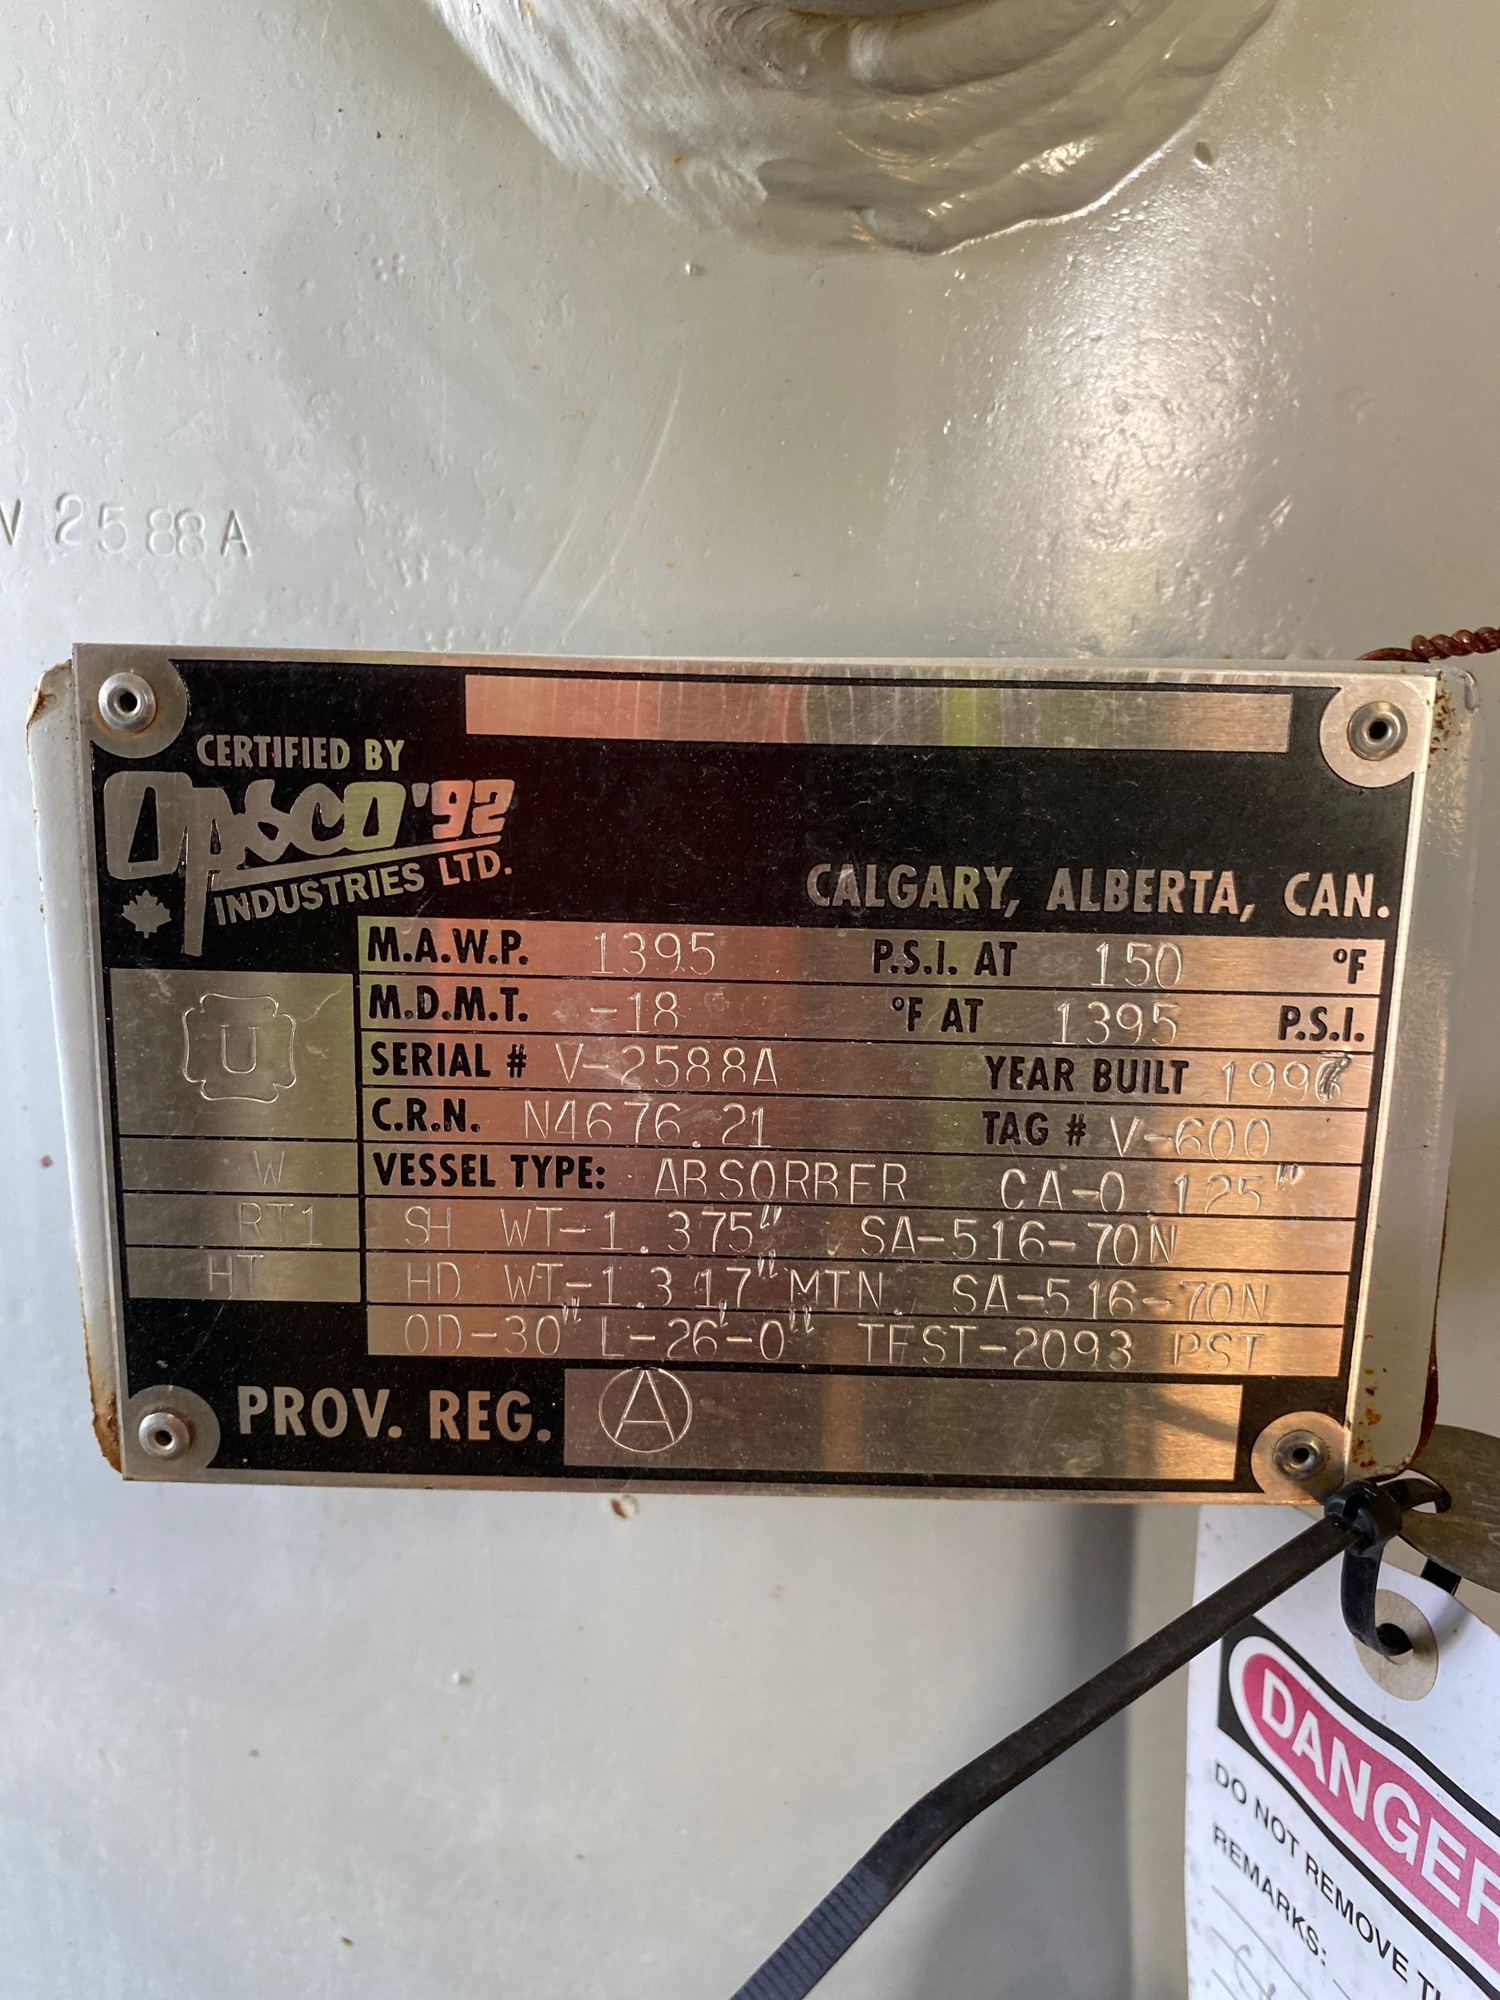 V 2588A
CERTIFIED BY
OPSCO '92
INDUSTRIES LTD.
CALGARY, ALBERTA, CAN.
M.A.W.P. 1395 P.S.I. AT 150 °F
M.D.M.T. -18 °F AT 1395 P.S.I.
U
SERIAL # V-2588A YEAR BUILT 1997
C.R.N. N4676.21 TAG # V-600
W VESSEL TYPE: ABSORBER CA-0.125"
RT1 SH WT-1.375" SA-516-70N
HT HD WT-1.317" MIN. SA-516-70N
OD-30" L-26'-0" TEST-2093 PSI
PROV. REG. A
DANGER
DO NOT REMOVE
REMARKS: